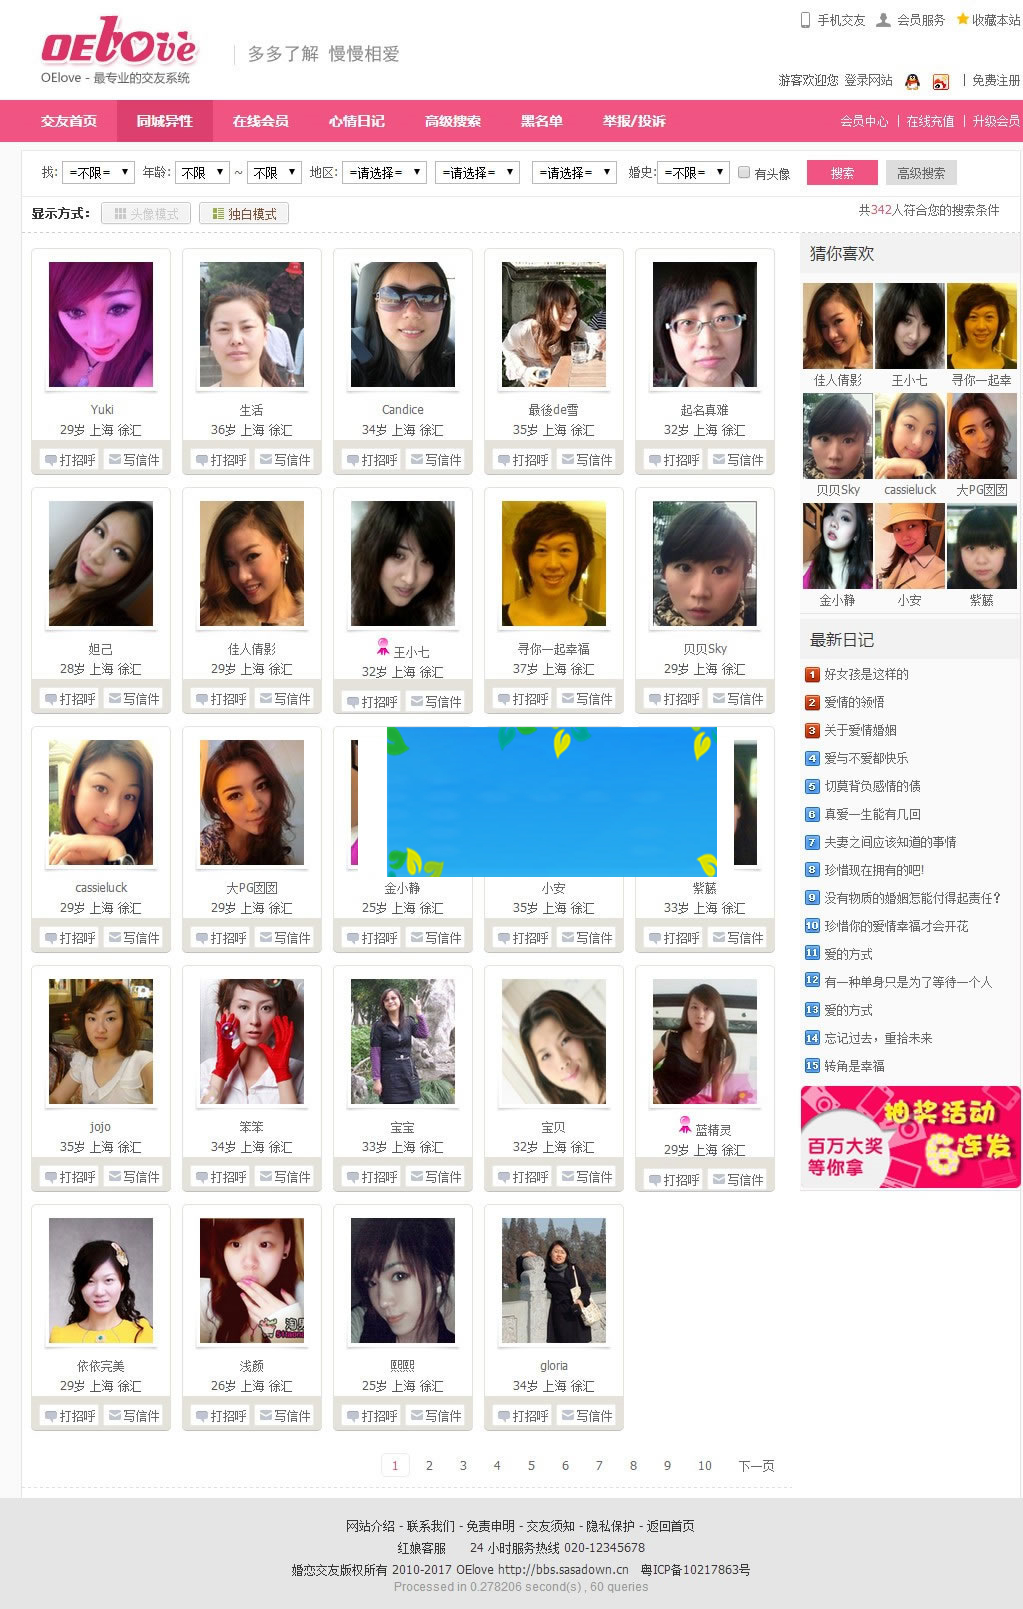 手机交友 会员服务 收藏本站
OElove
多多了解 慢慢相爱
OElove - 最专业的交友系统
游客欢迎您 登录网站 | 免费注册
交友首页 同城异性 在线会员 心情日记 高级搜索 黑名单 举报/投诉 会员中心 | 在线充值 | 升级会员
找: =不限= 年龄: 不限 ~ 不限 地区: =请选择= =请选择= =请选择= 婚史: =不限= 有头像 搜索 高级搜索
显示方式: 头像模式 独白模式 共342人符合您的搜索条件
Yuki 生活 Candice 最後de雪 起名真难
29岁 上海 徐汇 36岁 上海 徐汇 34岁 上海 徐汇 35岁 上海 徐汇 32岁 上海 徐汇
打招呼 写信件 打招呼 写信件 打招呼 写信件 打招呼 写信件 打招呼 写信件
妲己 佳人倩影 王小七 寻你一起幸福 贝贝Sky
28岁 上海 徐汇 29岁 上海 徐汇 32岁 上海 徐汇 37岁 上海 徐汇 29岁 上海 徐汇
打招呼 写信件 打招呼 写信件 打招呼 写信件 打招呼 写信件 打招呼 写信件
cassieluck 大PG囡囡 金小静 小安 紫藤
29岁 上海 徐汇 29岁 上海 徐汇 25岁 上海 徐汇 35岁 上海 徐汇 33岁 上海 徐汇
打招呼 写信件 打招呼 写信件 打招呼 写信件 打招呼 写信件 打招呼 写信件
jojo 笨笨 宝宝 宝贝 蓝精灵
35岁 上海 徐汇 34岁 上海 徐汇 33岁 上海 徐汇 32岁 上海 徐汇 29岁 上海 徐汇
打招呼 写信件 打招呼 写信件 打招呼 写信件 打招呼 写信件 打招呼 写信件
依依完美 浅颜 熙熙 gloria
29岁 上海 徐汇 26岁 上海 徐汇 25岁 上海 徐汇 34岁 上海 徐汇
打招呼 写信件 打招呼 写信件 打招呼 写信件 打招呼 写信件
1 2 3 4 5 6 7 8 9 10 下一页
猜你喜欢
佳人倩影 王小七 寻你一起幸
贝贝Sky cassieluck 大PG囡囡
金小静 小安 紫藤
最新日记
1 好女孩是这样的
2 爱情的领悟
3 关于爱情婚姻
4 爱与不爱都快乐
5 切莫背负感情的债
6 真爱一生能有几回
7 夫妻之间应该知道的事情
8 珍惜现在拥有的吧!
9 没有物质的婚姻怎能付得起责任?
10 珍惜你的爱情幸福才会开花
11 爱的方式
12 有一种单身只是为了等待一个人
13 爱的方式
14 忘记过去，重拾未来
15 转角是幸福
抽奖活动
百万大奖 6连发
等你拿
网站介绍 - 联系我们 - 免责申明 - 交友须知 - 隐私保护 - 返回首页
红娘客服 24 小时服务热线 020-12345678
婚恋交友版权所有 2010-2017 OElove http://bbs.sasadown.cn 粤ICP备10217863号
Processed in 0.278206 second(s) , 60 queries